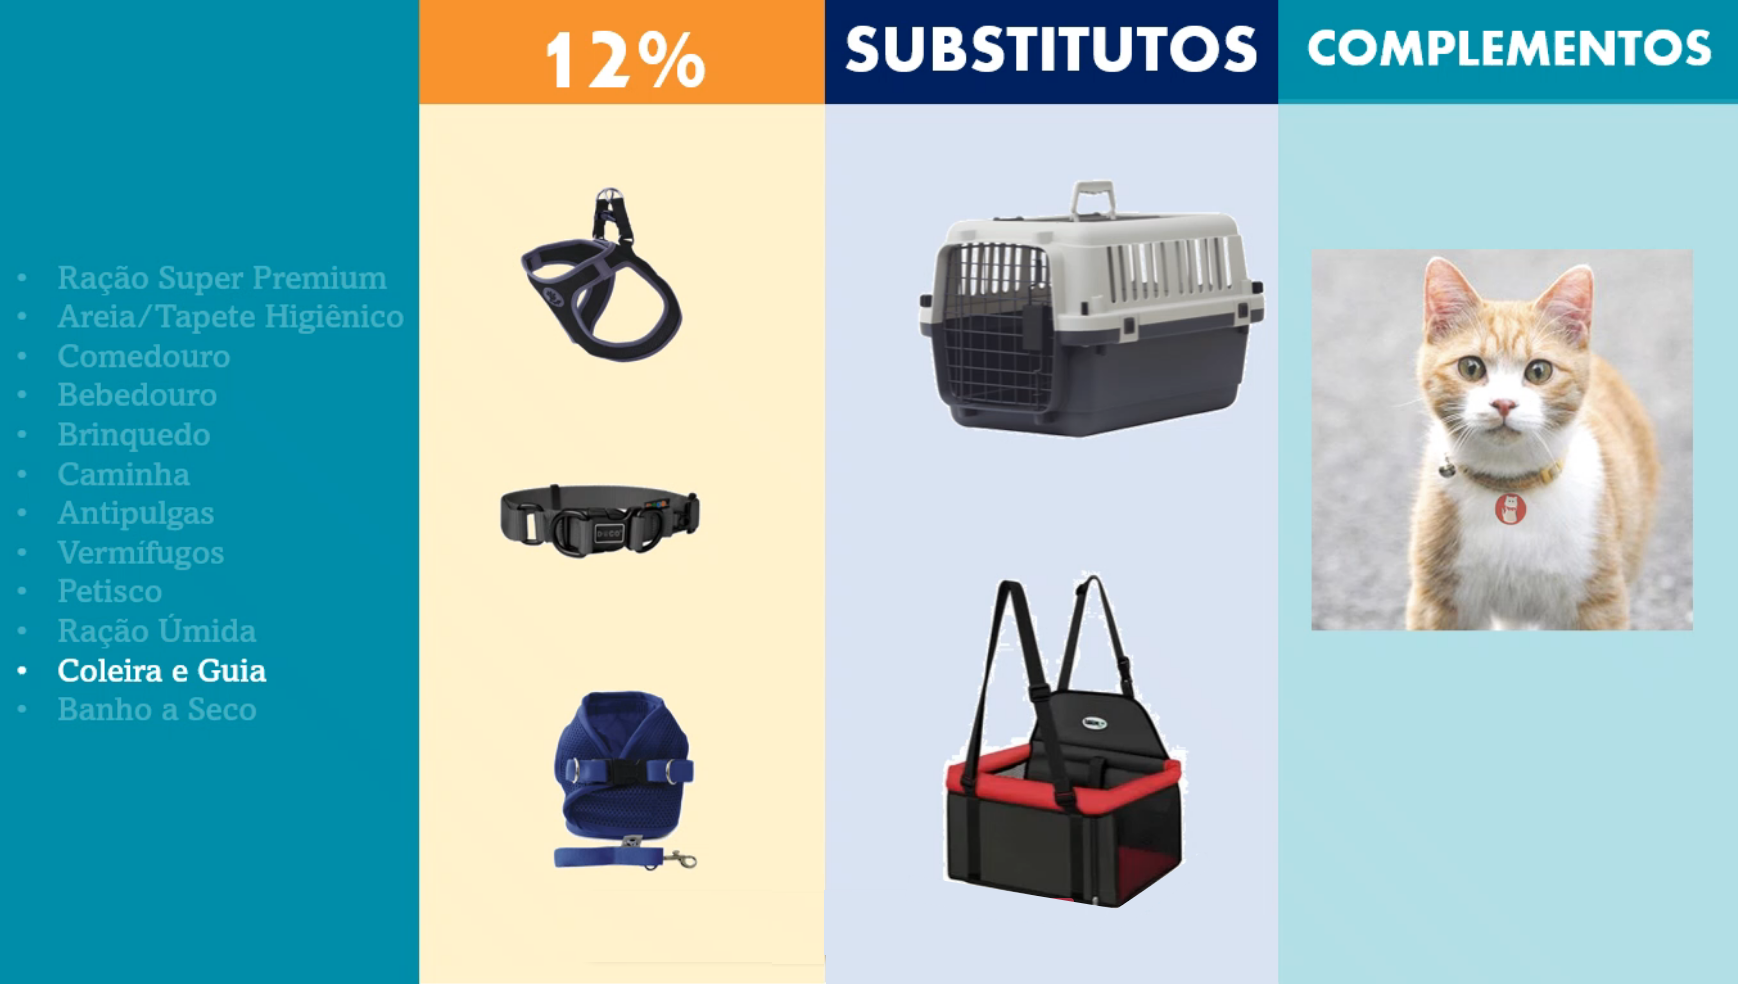 12%
SUBSTITUTOS
COMPLEMENTOS
• Ração Super Premium
• Areia/Tapete Higiênico
• Comedouro
• Bebedouro
• Brinquedo
• Caminha
• Antipulgas
• Vermífugos
• Petisco
• Ração Úmida
• Coleira e Guia
• Banho a Seco